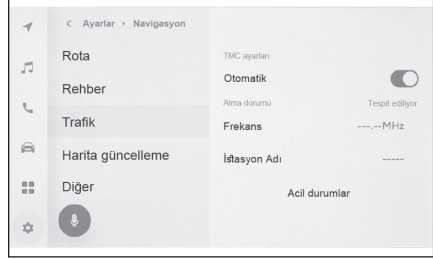 < Ayarlar • Navigasyon
Rota
Rehber
Trafik
Harita güncelleme
Diğer
TMC ayarları
Otomatik
Alma durumu Tespit ediliyor
Frekans ---.--MHz
İstasyon Adı -----
Acil durumlar